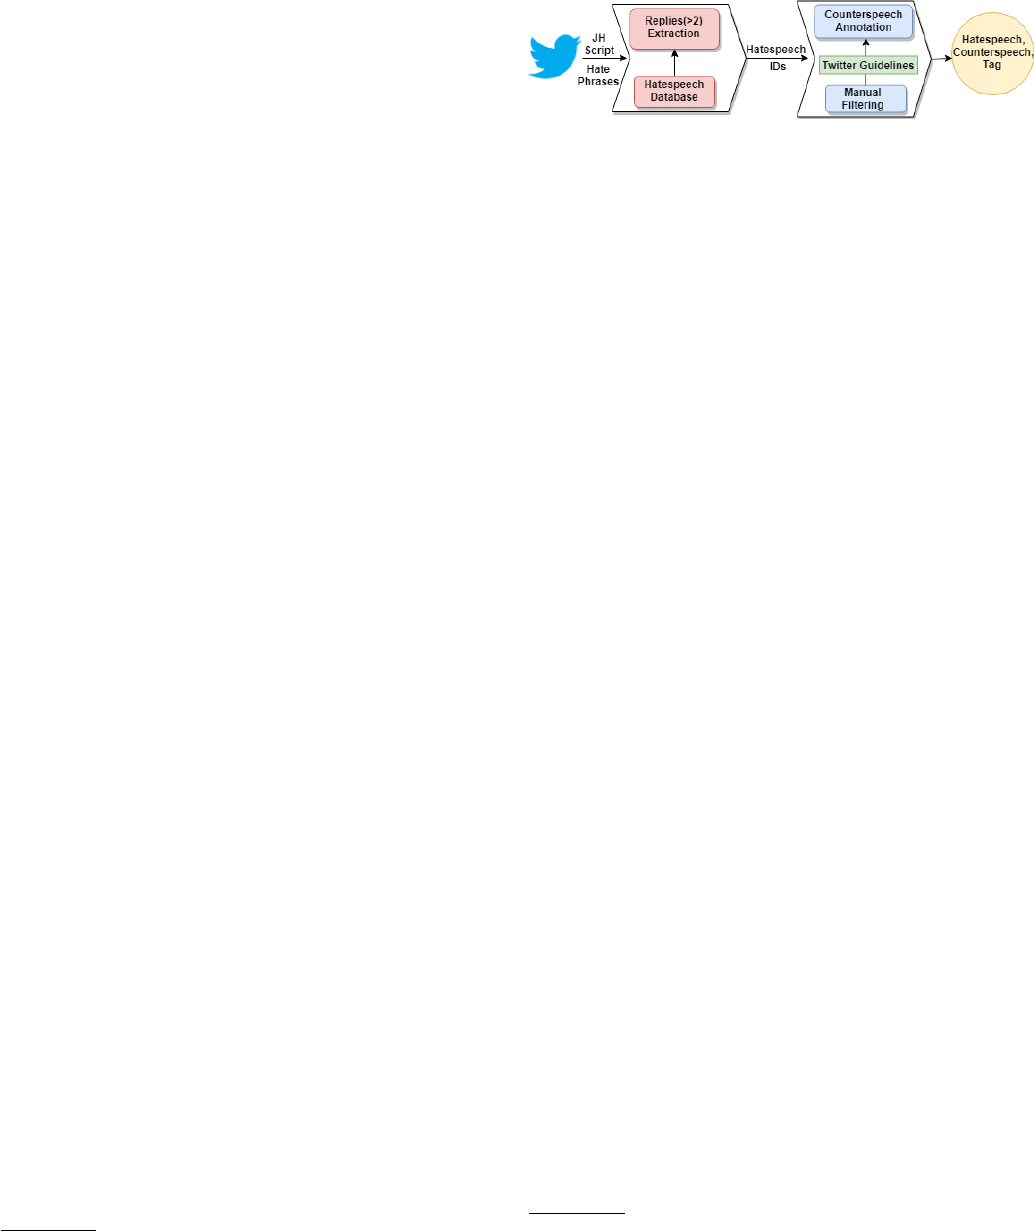 JH
Script
Hate
Phrases
Replies(>2)
Extraction
Hatespeech
Database
Hatespeech
IDs
Counterspeech
Annotation
Twitter Guidelines
Manual
Filtering
Hatespeech,
Counterspeech,
Tag